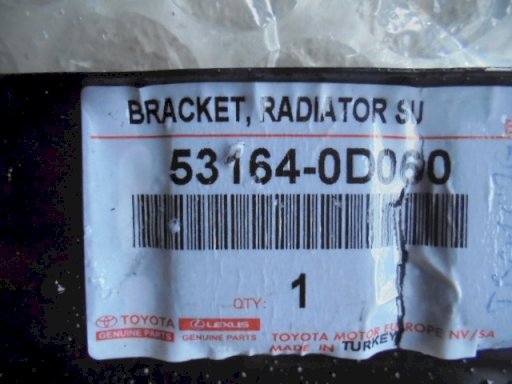 BRACKET, RADIATOR SU
53164-0D060
QTY: 1
TOYOTA LEXUS
GENUINE PARTS GENUINE PARTS
TOYOTA MOTOR EUROPE NV/SA
MADE IN TURKEY